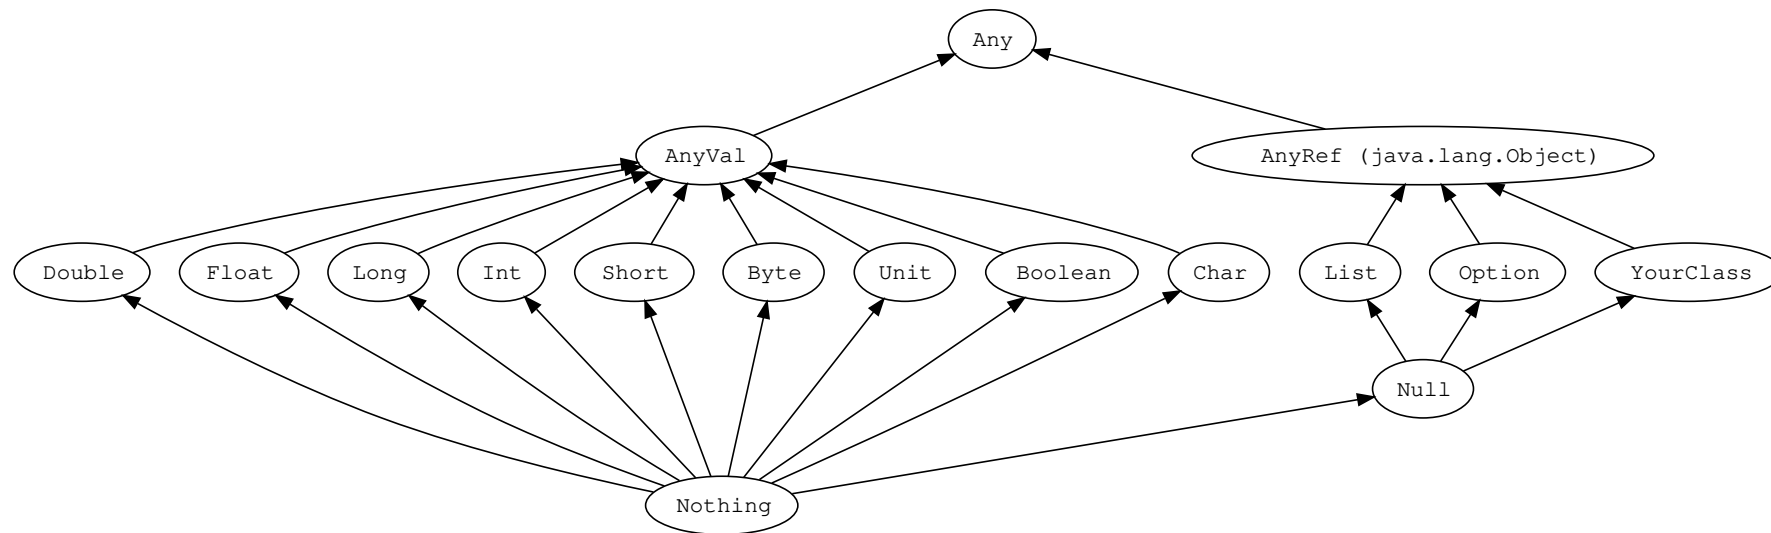 Any
AnyVal
AnyRef (java.lang.Object)
Double
Float
Long
Int
Short
Byte
Unit
Boolean
Char
List
Option
YourClass
Null
Nothing